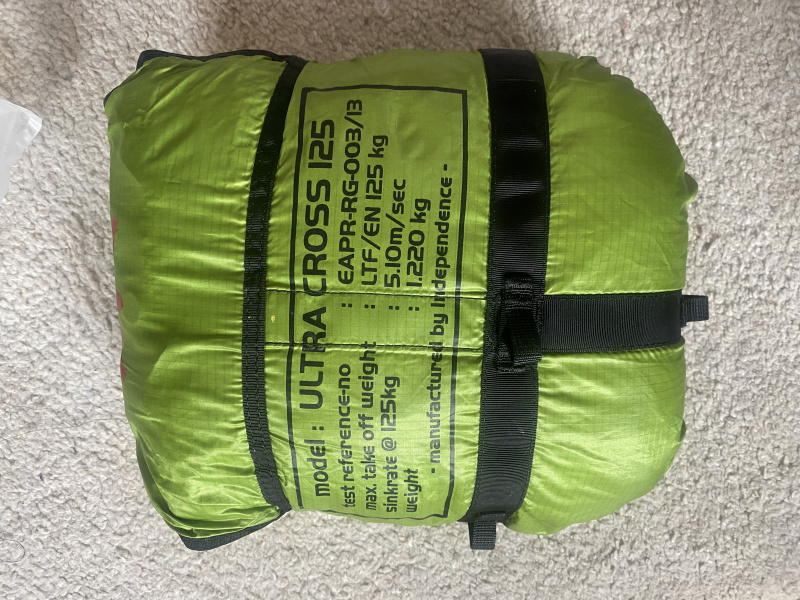 model : ULTRA CROSS 125
test reference-no : EAPR-RG-003/13
max. take off weight : LTF/EN 125 kg
sinkrate @ 125kg : 5.10m/sec
weight : 1.220 kg
- manufactured by Independence -